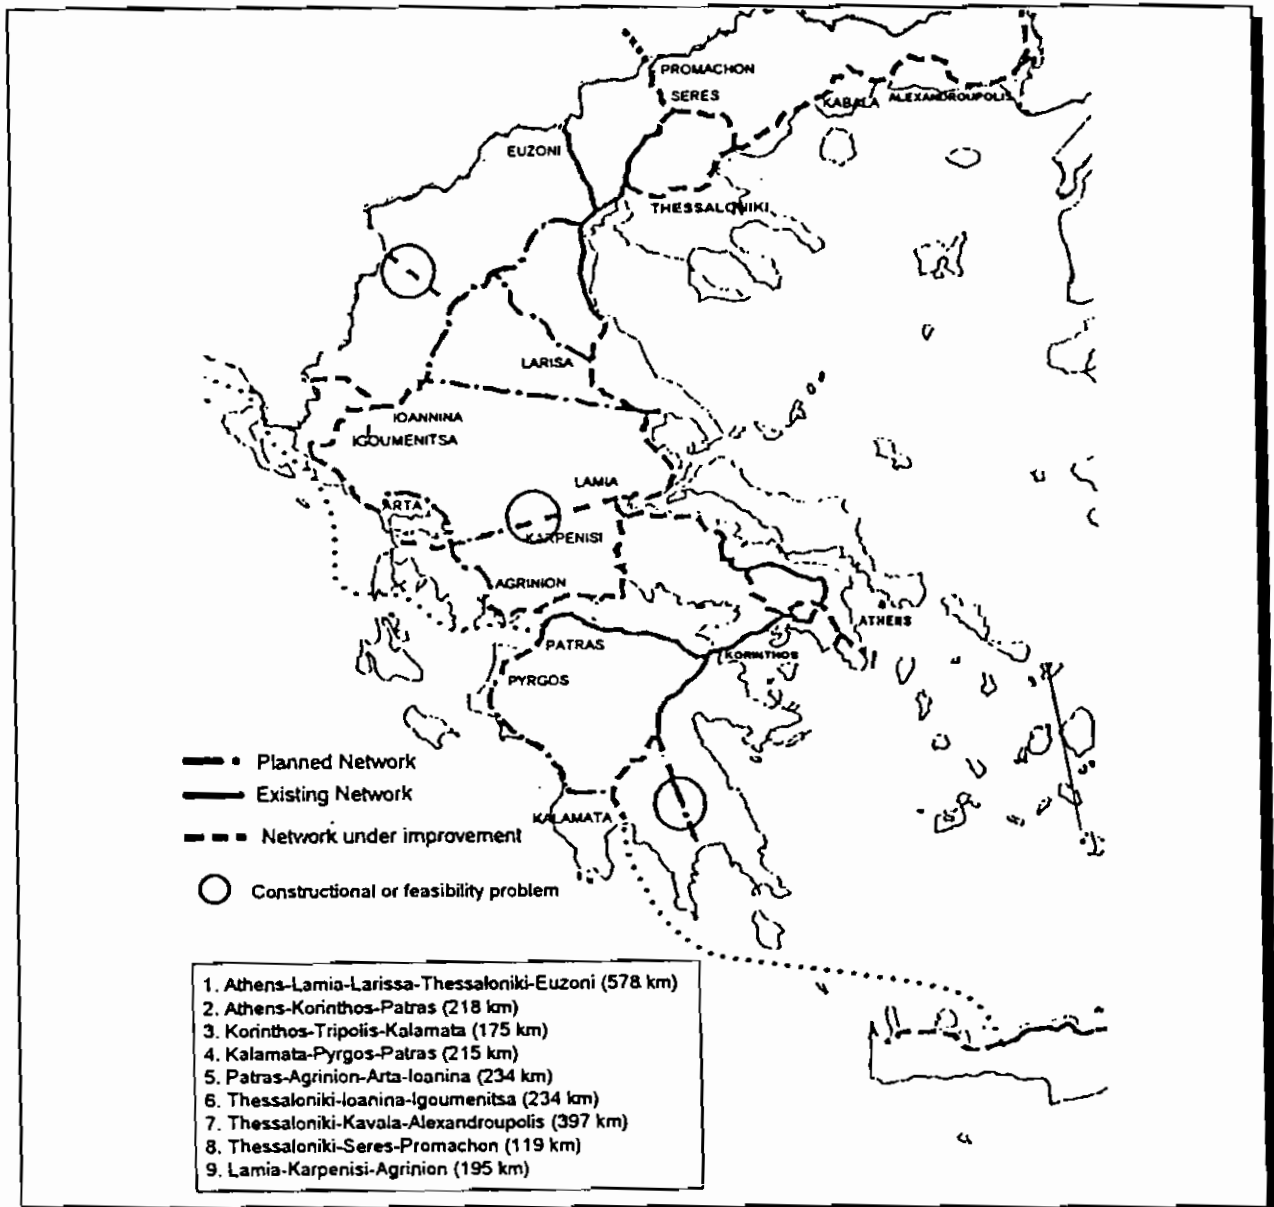 PROMACHON
SERES
KABALA
ALEXANDROUPOLIS
EUZONI
THESSALONIKI
LARISA
IOANNINA
IGOUMENITSA
LAMIA
ARTA
KARPENISI
AGRINION
ATHENS
PATRAS
KORINTHOS
PYRGOS
Planned Network
Existing Network
KALAMATA
Network under improvement
Constructional or feasibility problem
1. Athens-Lamia-Larissa-Thessaloniki-Euzoni (578 km)
2. Athens-Korinthos-Patras (218 km)
3. Korinthos-Tripolis-Kalamata (175 km)
4. Kalamata-Pyrgos-Patras (215 km)
5. Patras-Agrinion-Arta-Ioanina (234 km)
6. Thessaloniki-Ioanina-Igoumenitsa (234 km)
7. Thessaloniki-Kavala-Alexandroupolis (397 km)
8. Thessaloniki-Seres-Promachon (119 km)
9. Lamia-Karpenisi-Agrinion (195 km)